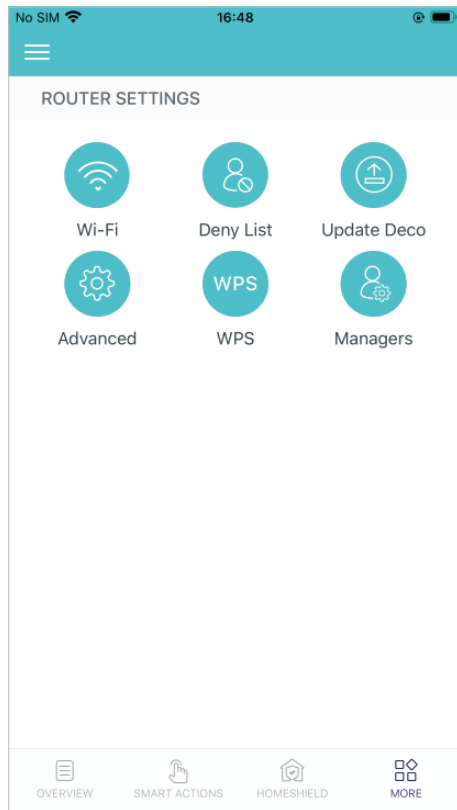 No SIM 16:48
ROUTER SETTINGS
Wi-Fi Deny List Update Deco
WPS
Advanced WPS Managers
OVERVIEW SMART ACTIONS HOMESHIELD MORE